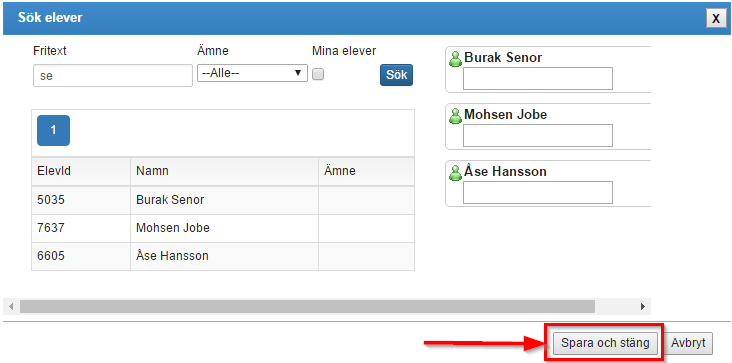 Sök elever X
Fritext Ämne Mina elever
se --Alle-- Sök
1
ElevId Namn Ämne
5035 Burak Senor
7637 Mohsen Jobe
6605 Åse Hansson
Burak Senor
Mohsen Jobe
Åse Hansson
Spara och stäng Avbryt